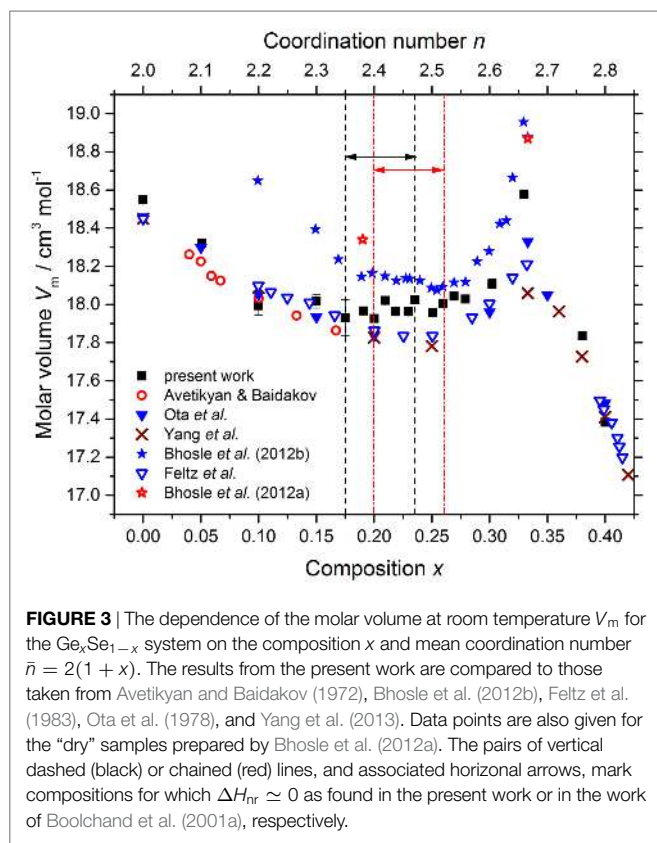 Coordination number n
2.0 2.1 2.2 2.3 2.4 2.5 2.6 2.7 2.8
19.0
18.8
18.6
18.4
18.2
18.0
17.8
17.6
17.4
17.2
17.0
Molar volume Vm / cm³ mol⁻¹
present work
Avetikyan & Baidakov
Ota et al.
Yang et al.
Bhosle et al. (2012b)
Feltz et al.
Bhosle et al. (2012a)
0.00 0.05 0.10 0.15 0.20 0.25 0.30 0.35 0.40
Composition x
FIGURE 3 | The dependence of the molar volume at room temperature Vm for
the GexSe1−x system on the composition x and mean coordination number
n̄ = 2(1 + x). The results from the present work are compared to those
taken from Avetikyan and Baidakov (1972), Bhosle et al. (2012b), Feltz et al.
(1983), Ota et al. (1978), and Yang et al. (2013). Data points are also given for
the “dry” samples prepared by Bhosle et al. (2012a). The pairs of vertical
dashed (black) or chained (red) lines, and associated horizonal arrows, mark
compositions for which ΔHnr ≃ 0 as found in the present work or in the work
of Boolchand et al. (2001a), respectively.